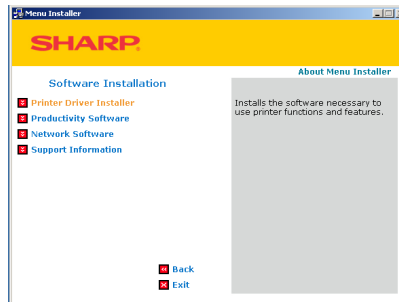 Menu Installer
SHARP
About Menu Installer
Software Installation
Printer Driver Installer
Productivity Software
Network Software
Support Information
Installs the software necessary to
use printer functions and features.
Back
Exit